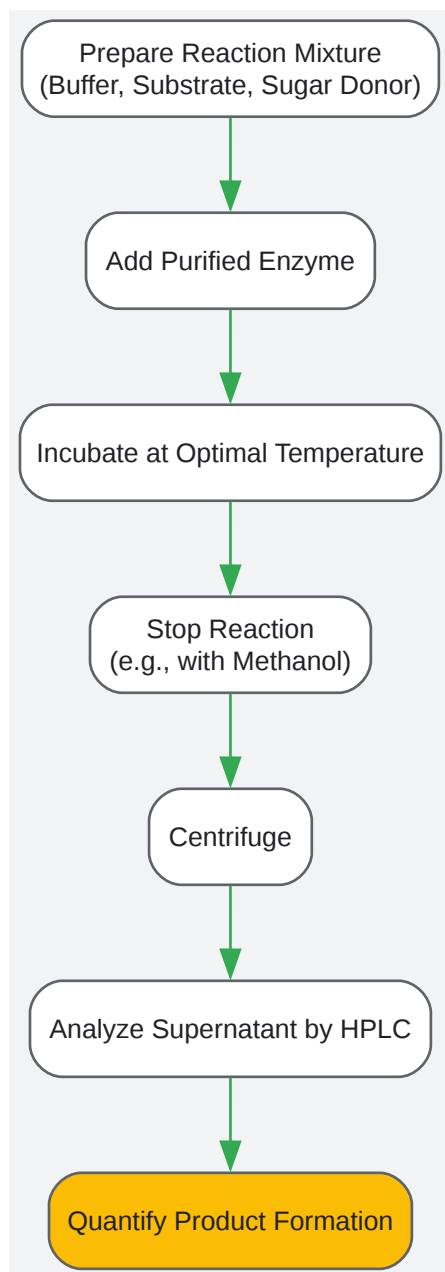 Prepare Reaction Mixture
(Buffer, Substrate, Sugar Donor)
Add Purified Enzyme
Incubate at Optimal Temperature
Stop Reaction
(e.g., with Methanol)
Centrifuge
Analyze Supernatant by HPLC
Quantify Product Formation